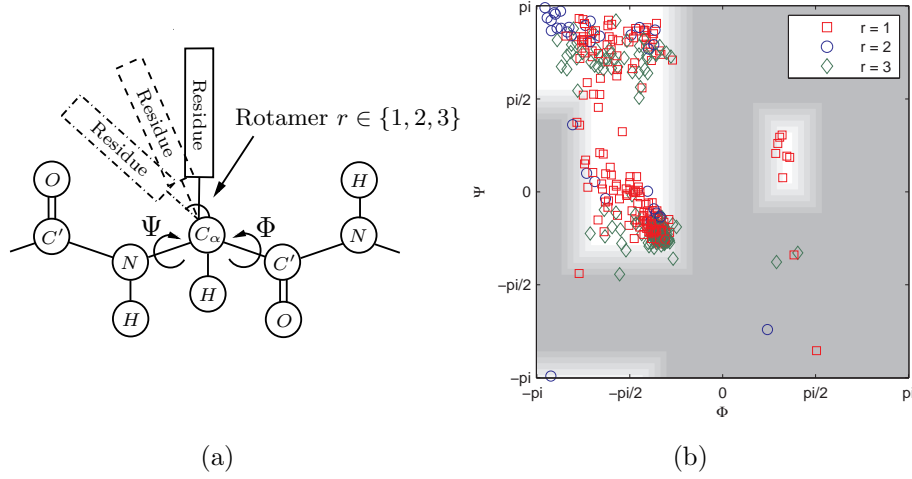 Residue
Residue
Residue
Rotamer r ∈ {1, 2, 3}
O
H
Ψ
Φ
C′
N
Cα
C′
N
H
H
O
(a)
pi
pi/2
0
−pi/2
−pi
Ψ
r = 1
r = 2
r = 3
−pi
−pi/2
0
pi/2
pi
Φ
(b)